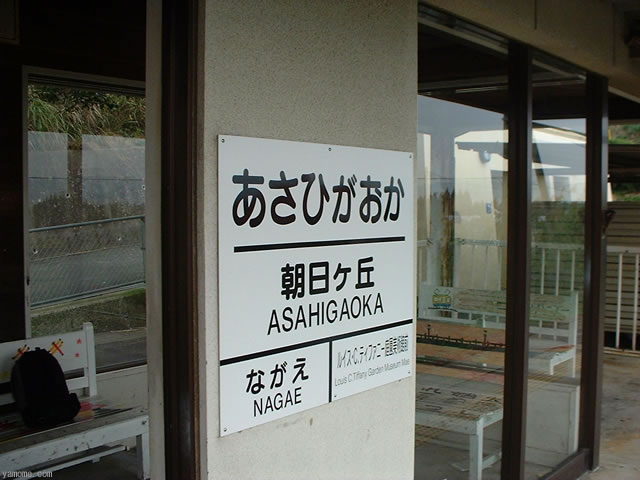 あさひがおか
朝日ヶ丘
ASAHIGAOKA
ながえ
NAGAE
ルイス・C.ティファニー庭園美術館前
Louis C.Tiffany Garden Museum Mae
yamome.com